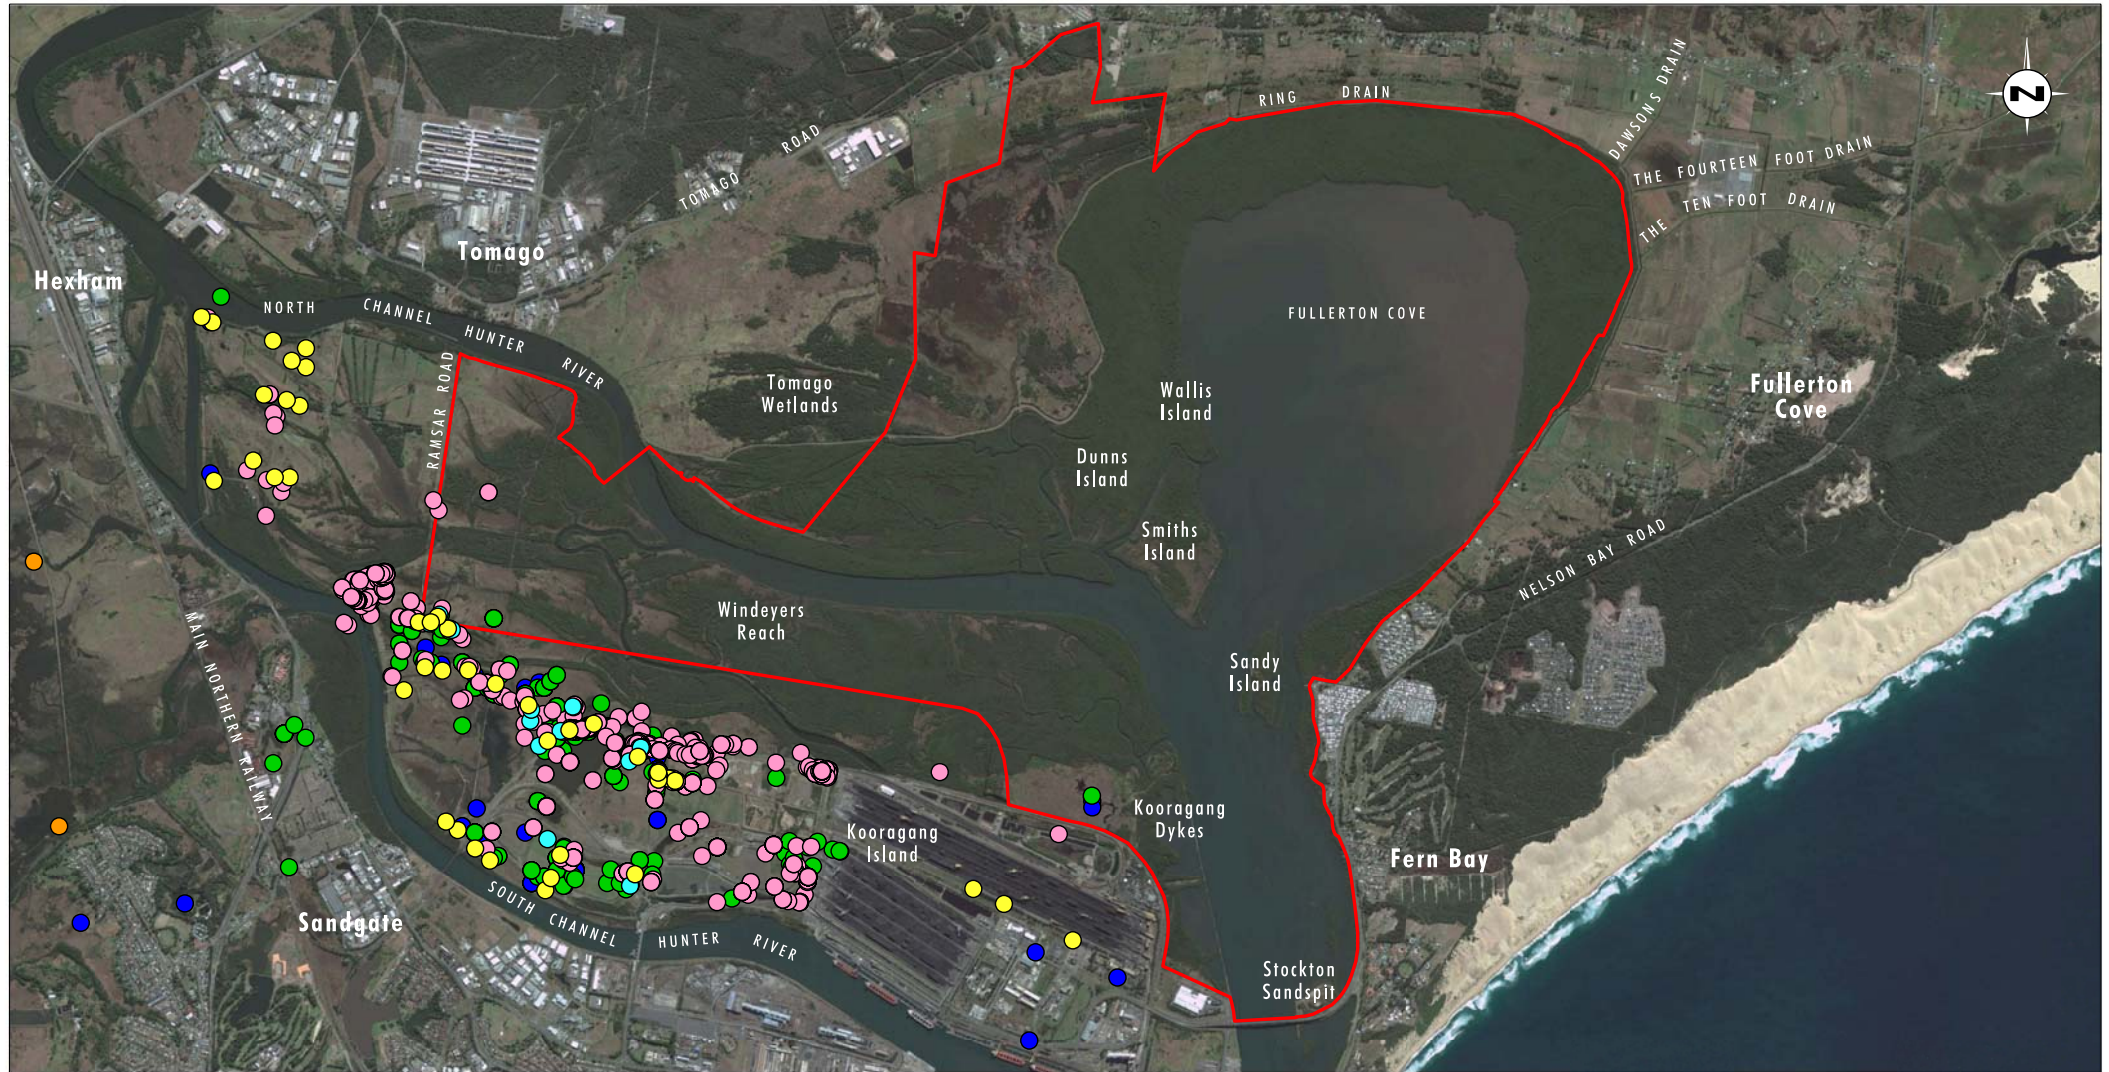 N
RING DRAIN
DAWSON'S DRAIN
THE FOURTEEN FOOT DRAIN
THE TEN FOOT DRAIN
TOMAGO ROAD
Tomago
Hexham
NORTH CHANNEL HUNTER RIVER
RAMSAR ROAD
FULLERTON COVE
Tomago
Wetlands
Wallis
Island
Fullerton
Cove
Dunns
Island
Smiths
Island
NELSON BAY ROAD
Windeyers
Reach
MAIN NORTHERN RAILWAY
Sandy
Island
Kooragang
Island
Kooragang
Dykes
Fern Bay
Sandgate
SOUTH CHANNEL HUNTER RIVER
Stockton
Sandspit